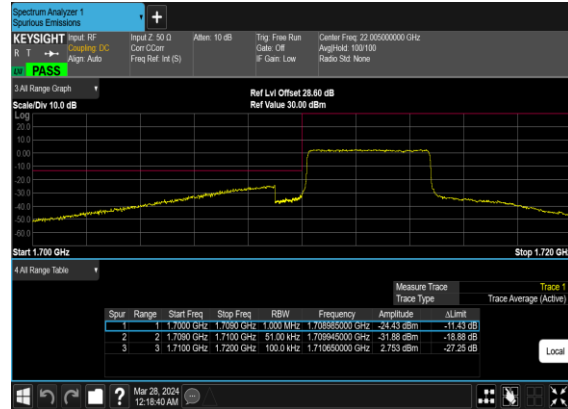 Spectrum Analyzer 1
Spurious Emissions
KEYSIGHT Input: RF Input Z: 50 Ω Atten: 10 dB Trig: Free Run Center Freq: 22.005000000 GHz
R T Coupling: DC Corr CCorr Gate: Off Avg|Hold: 100/100
Align: Auto Freq Ref: Int (S) IF Gain: Low Radio Std: None
PASS
3 All Range Graph
Ref Lvl Offset 28.60 dB
Scale/Div 10.0 dB Ref Value 30.00 dBm
Log
20.0
10.0
0.00
-10.0
-20.0
-30.0
-40.0
-50.0
-60.0
Start 1.700 GHz Stop 1.720 GHz
4 All Range Table
Measure Trace Trace 1
Trace Type Trace Average (Active)
Spur Range Start Freq Stop Freq RBW Frequency Amplitude ΔLimit
1 1 1.7000 GHz 1.7090 GHz 1.000 MHz 1.708985000 GHz -24.43 dBm -11.43 dB
2 2 1.7090 GHz 1.7100 GHz 51.00 kHz 1.709945000 GHz -31.88 dBm -18.88 dB
3 3 1.7100 GHz 1.7200 GHz 100.0 kHz 1.710650000 GHz 2.753 dBm -27.25 dB
Local
? Mar 28, 2024
12:18:40 AM